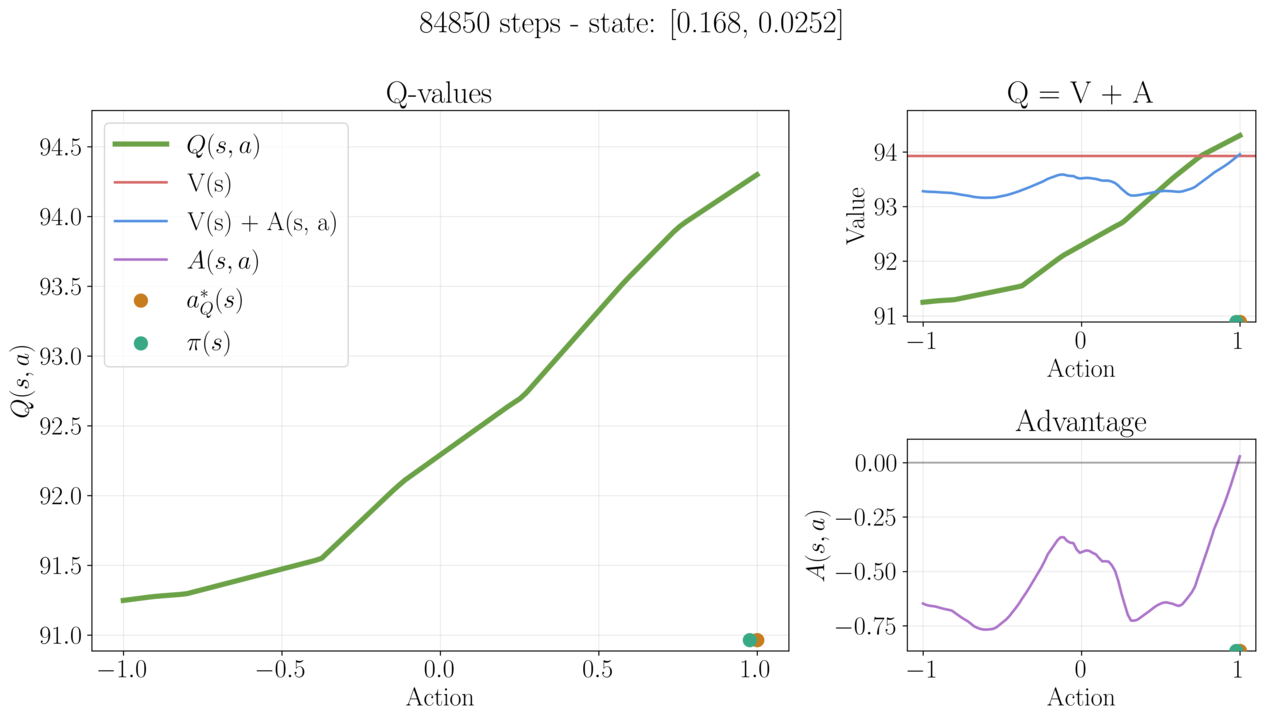 84850 steps - state: [0.168, 0.0252]
Q-values
Q(s, a)
94.5
94.0
93.5
93.0
92.5
92.0
91.5
91.0
−1.0
−0.5
0.0
0.5
1.0
Action
Q(s, a)
V(s)
V(s) + A(s, a)
A(s, a)
a*Q(s)
π(s)
Q = V + A
Value
94
93
92
91
−1
0
1
Action
Advantage
A(s, a)
0.00
−0.25
−0.50
−0.75
−1
0
1
Action